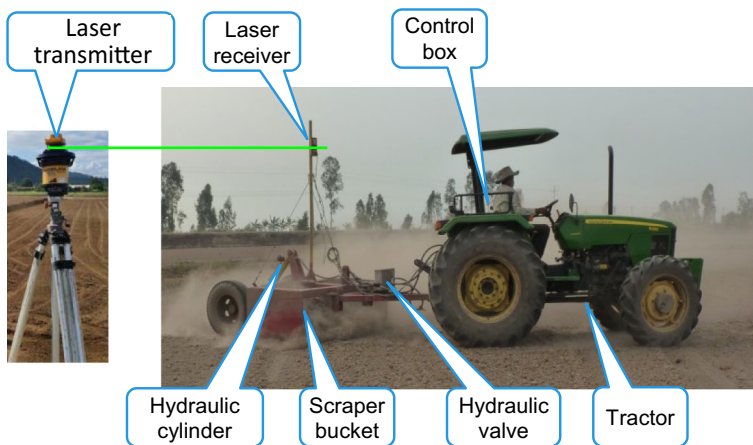 Laser
transmitter
Laser
receiver
Control
box
Hydraulic
cylinder
Scraper
bucket
Hydraulic
valve
Tractor